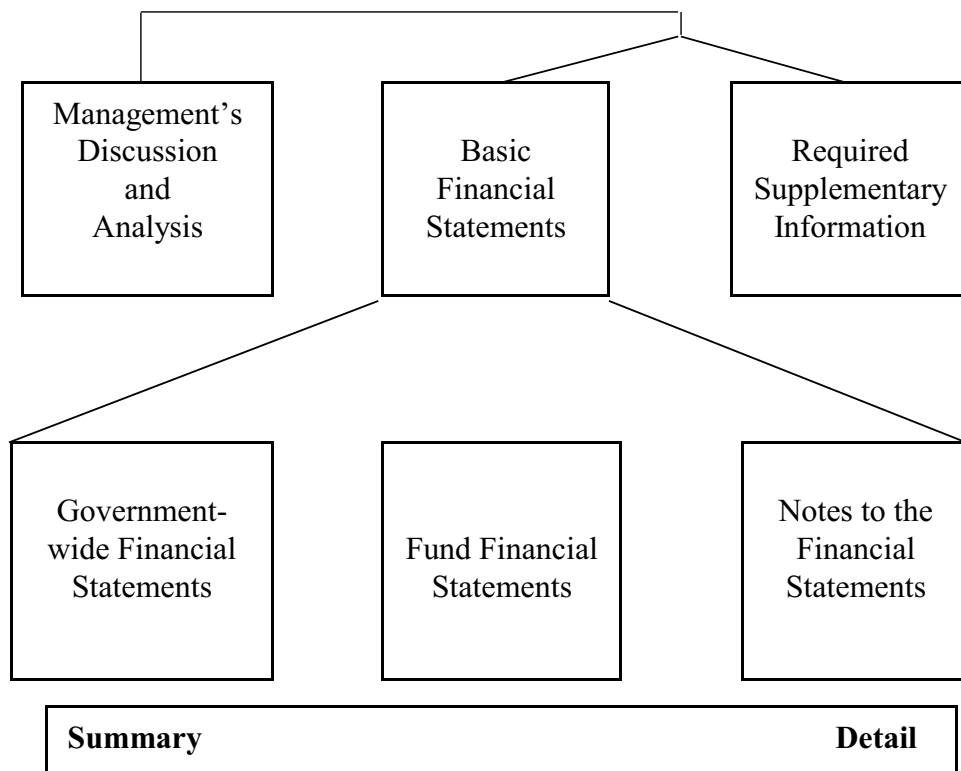 Management’s
Discussion
and
Analysis
Basic
Financial
Statements
Required
Supplementary
Information
Government-
wide Financial
Statements
Fund Financial
Statements
Notes to the
Financial
Statements
Summary Detail